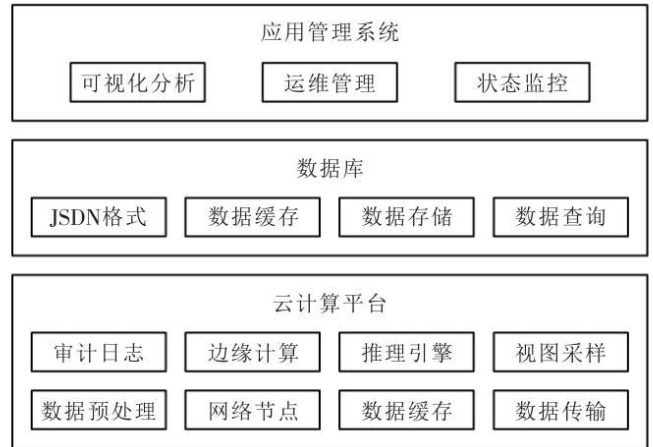 应用管理系统
可视化分析 运维管理 状态监控
数据库
JSDN格式 数据缓存 数据存储 数据查询
云计算平台
审计日志 边缘计算 推理引擎 视图采样
数据预处理 网络节点 数据缓存 数据传输